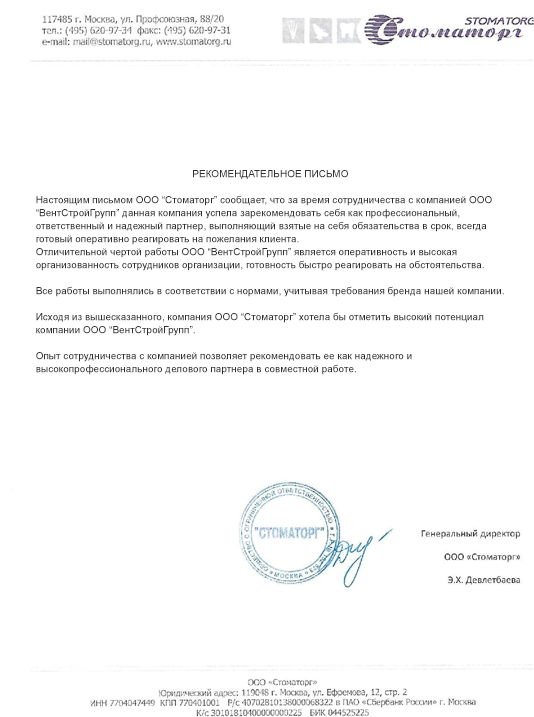 117485 г. Москва, ул. Профсоюзная, 88/20
тел.: (495) 620-97-34 факс: (495) 620-97-31
e-mail: mail@stomatorg.ru, www.stomatorg.ru
STOMATORG
Стоматорг
РЕКОМЕНДАТЕЛЬНОЕ ПИСЬМО
Настоящим письмом ООО “Стоматорг” сообщает, что за время сотрудничества с компанией ООО
“ВентСтройГрупп” данная компания успела зарекомендовать себя как профессиональный,
ответственный и надежный партнер, выполняющий взятые на себя обязательства в срок, всегда
готовый оперативно реагировать на пожелания клиента.
Отличительной чертой работы ООО “ВентСтройГрупп” является оперативность и высокая
организованность сотрудников организации, готовность быстро реагировать на обстоятельства.
Все работы выполнялись в соответствии с нормами, учитывая требования бренда нашей компании.
Исходя из вышесказанного, компания ООО “Стоматорг” хотела бы отметить высокий потенциал
компании ООО “ВентСтройГрупп”.
Опыт сотрудничества с компанией позволяет рекомендовать ее как надежного и
высокопрофессионального делового партнера в совместной работе.
ОБЩЕСТВО С ОГРАНИЧЕННОЙ ОТВЕТСТВЕННОСТЬЮ
"СТОМАТОРГ"
МОСКВА
Генеральный директор
ООО «Стоматорг»
Э.Х. Девлетбаева
ООО «Стоматорг»
Юридический адрес: 119048 г. Москва, ул. Ефремова, 12, стр. 2
ИНН 7704047449 КПП 770401001 Р/с 40702810138000068322 в ПАО «Сбербанк России» г. Москва
К/с 30101810400000000225 БИК 044525225